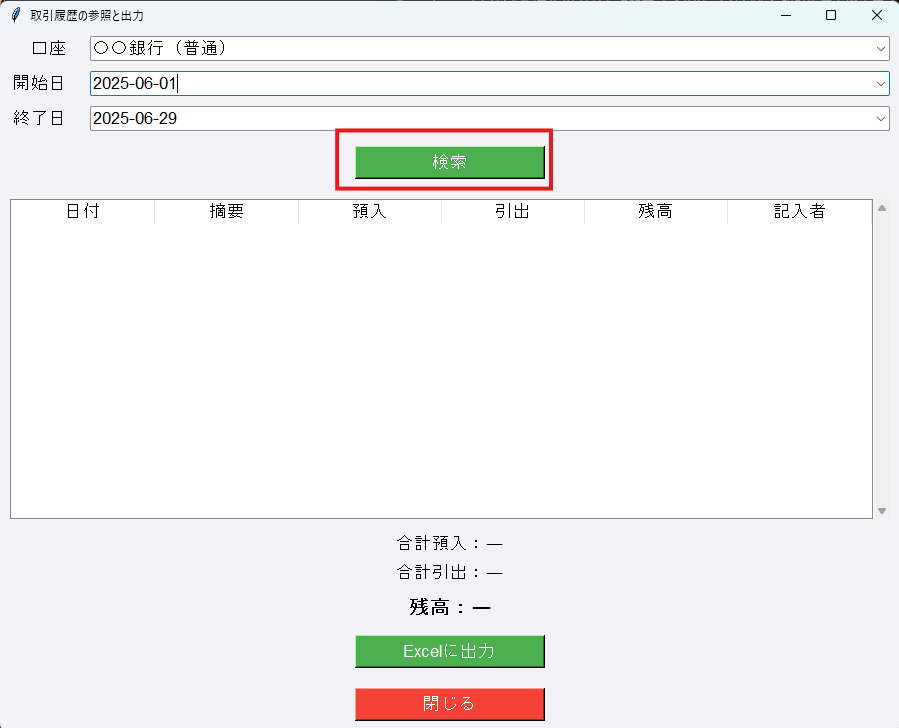 取引履歴の参照と出力
口座 〇〇銀行（普通）
開始日 2025-06-01
終了日 2025-06-29
検索
日付 摘要 預入 引出 残高 記入者
合計預入：―
合計引出：―
残高：―
Excelに出力
閉じる